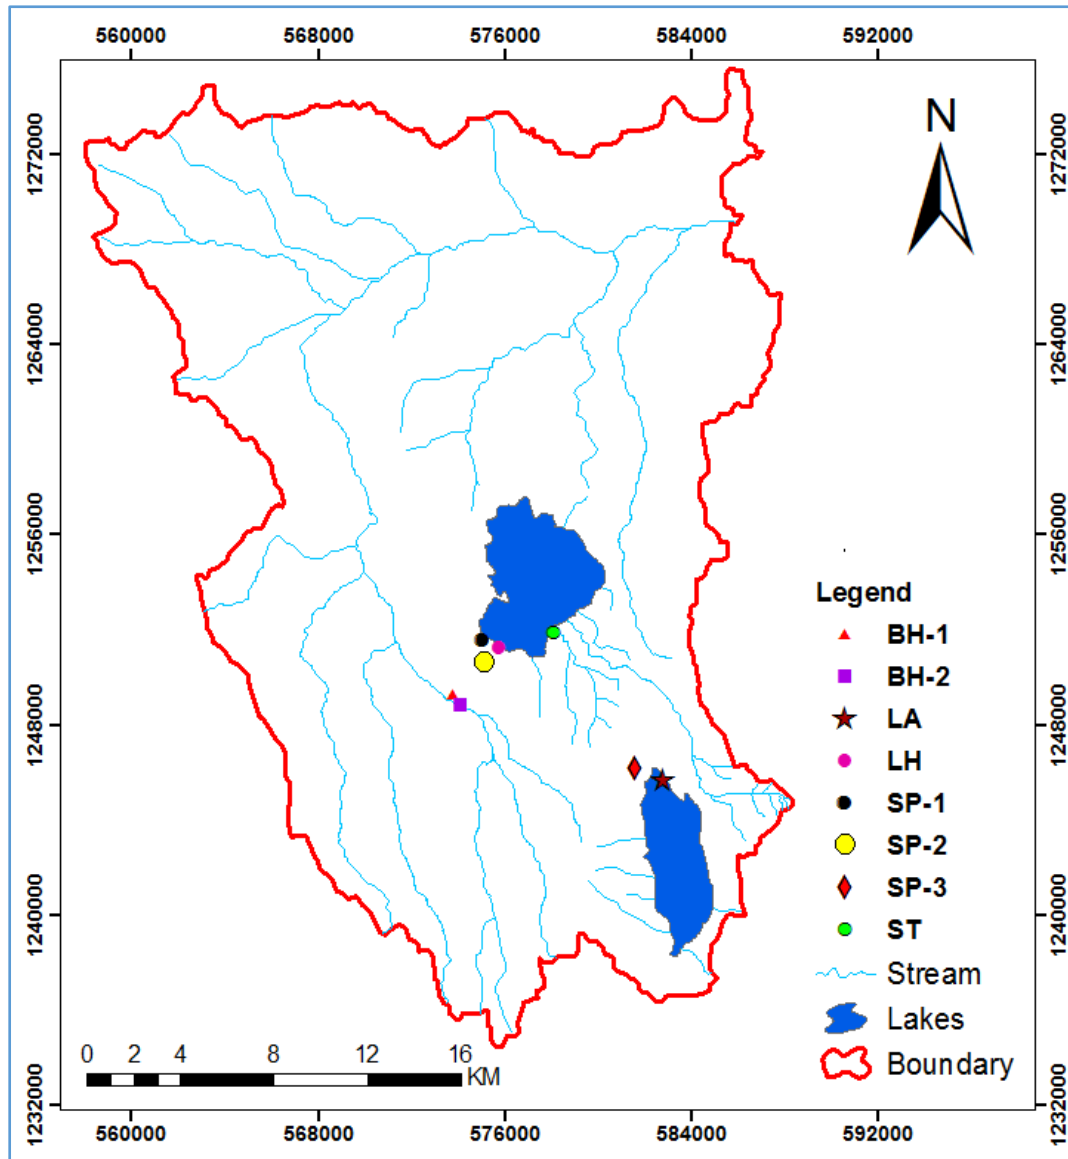 560000 568000 576000 584000 592000
1272000 1272000
N
1264000 1264000
1256000 1256000
Legend
BH-1
BH-2
1248000 1248000
LA
LH
SP-1
SP-2
SP-3
1240000 1240000
ST
Stream
Lakes
Boundary
0 2 4 8 12 16
KM
1232000 1232000
560000 568000 576000 584000 592000